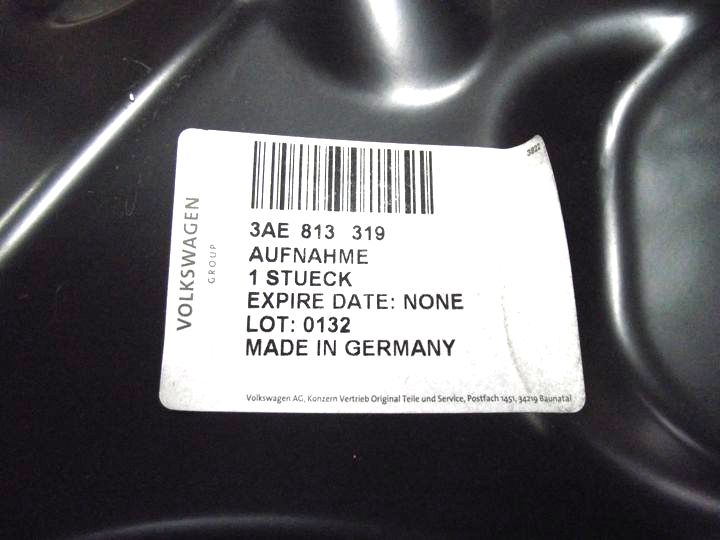 3822
VOLKSWAGEN
GROUP
3AE 813 319
AUFNAHME
1 STUECK
EXPIRE DATE: NONE
LOT: 0132
MADE IN GERMANY
Volkswagen AG, Konzern Vertrieb Original Teile und Service, Postfach 1451, 34219 Baunatal